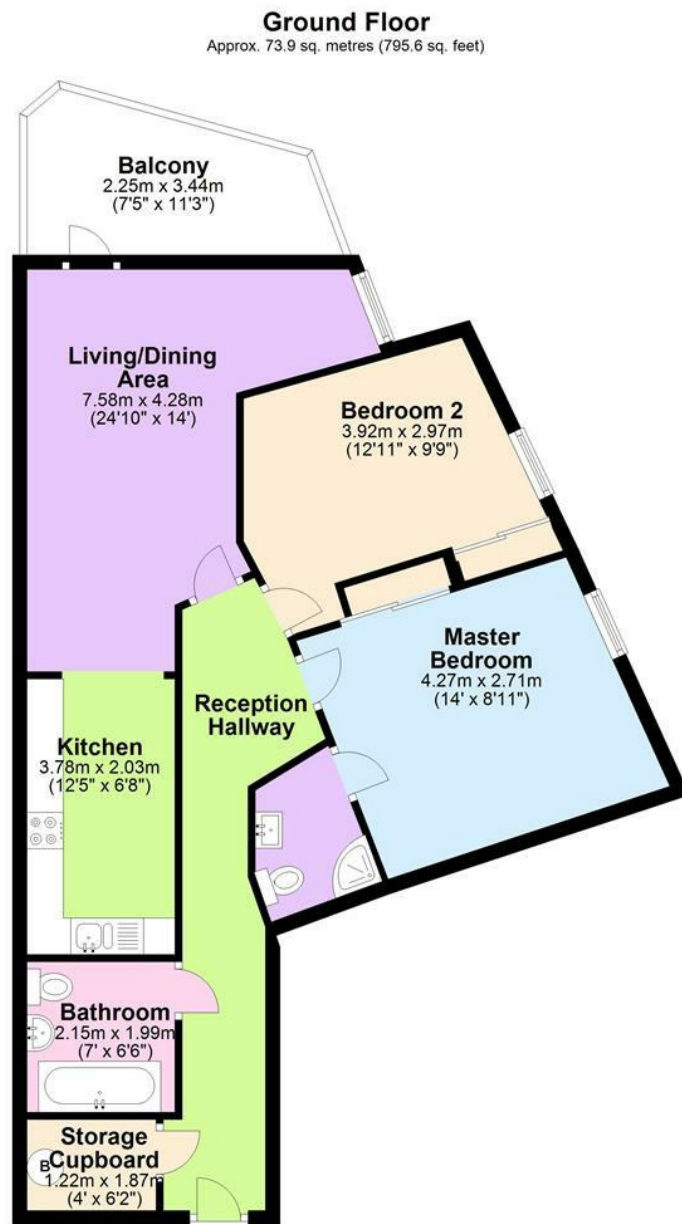 Ground Floor
Approx. 73.9 sq. metres (795.6 sq. feet)
Balcony
2.25m x 3.44m
(7'5" x 11'3")
Living/Dining
Area
7.58m x 4.28m
(24'10" x 14')
Bedroom 2
3.92m x 2.97m
(12'11" x 9'9")
Master
Bedroom
4.27m x 2.71m
(14' x 8'11")
Reception
Hallway
Kitchen
3.78m x 2.03m
(12'5" x 6'8")
Bathroom
2.15m x 1.99m
(7' x 6'6")
Storage
Cupboard
B
1.22m x 1.87m
(4' x 6'2")